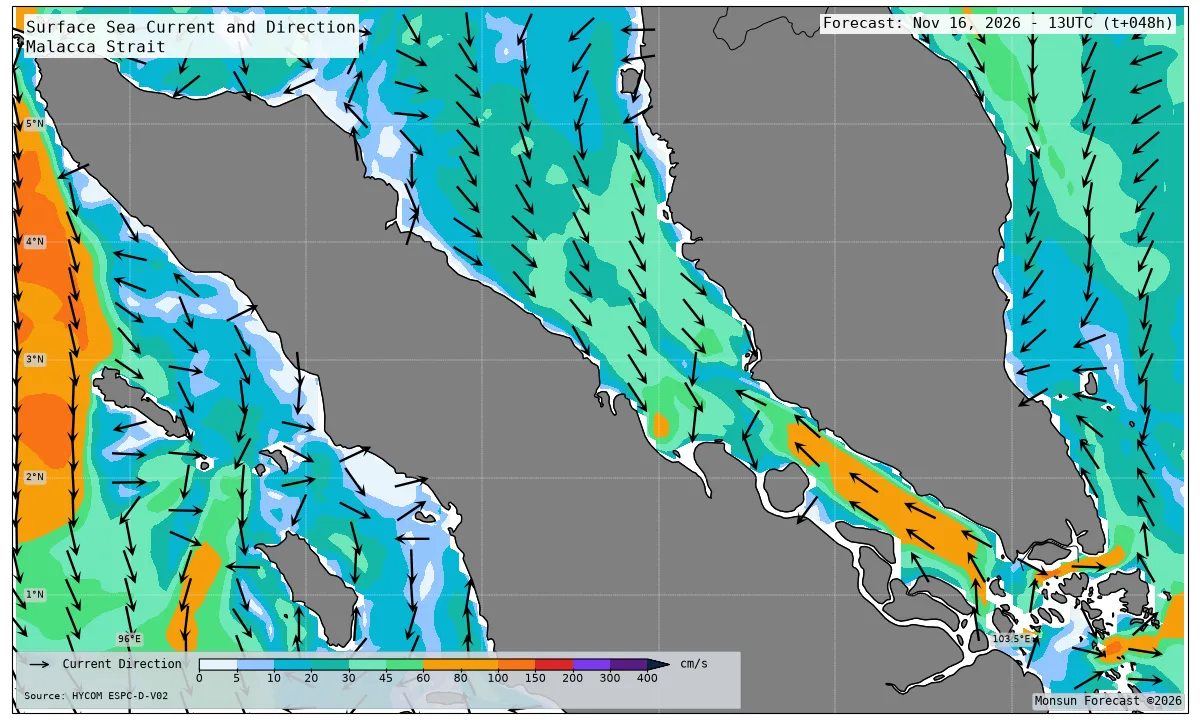 Surface Sea Current and Direction
Malacca Strait
Forecast: Nov 16, 2026 - 13UTC (t+048h)
5°N
4°N
3°N
2°N
1°N
96°E
103.5°E
Current Direction
0 5 10 20 30 45 60 80 100 150 200 300 400
cm/s
Source: HYCOM ESPC-D-V02
Monsun Forecast ©2026